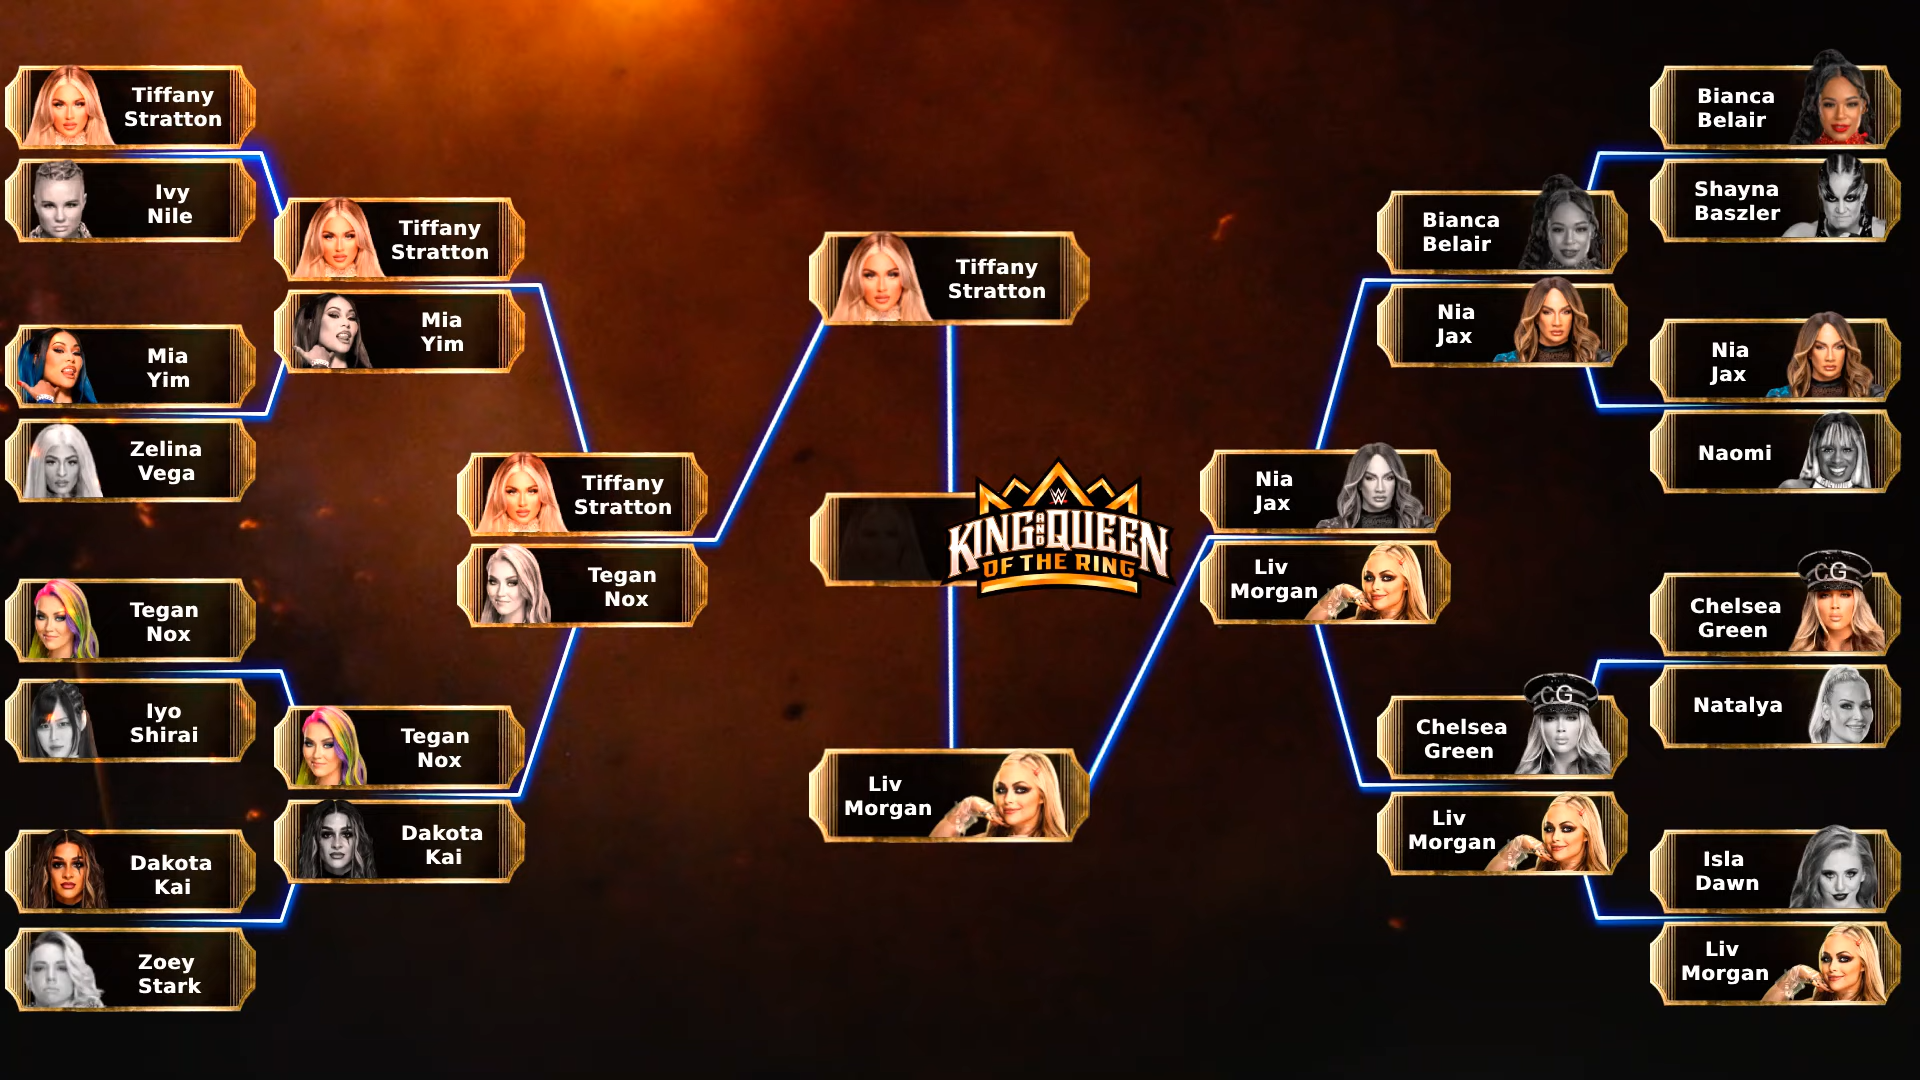 Tiffany
Stratton
Ivy
Nile
Mia
Yim
Zelina
Vega
Tegan
Nox
Iyo
Shirai
Dakota
Kai
Zoey
Stark
Tiffany
Stratton
Mia
Yim
Tegan
Nox
Dakota
Kai
Tiffany
Stratton
Tegan
Nox
Tiffany
Stratton
W
KING AND QUEEN
OF THE RING
Liv
Morgan
Nia
Jax
Liv
Morgan
Bianca
Belair
Nia
Jax
CG
Chelsea
Green
Liv
Morgan
Bianca
Belair
Shayna
Baszler
Nia
Jax
Naomi
CG
Chelsea
Green
Natalya
Isla
Dawn
Liv
Morgan